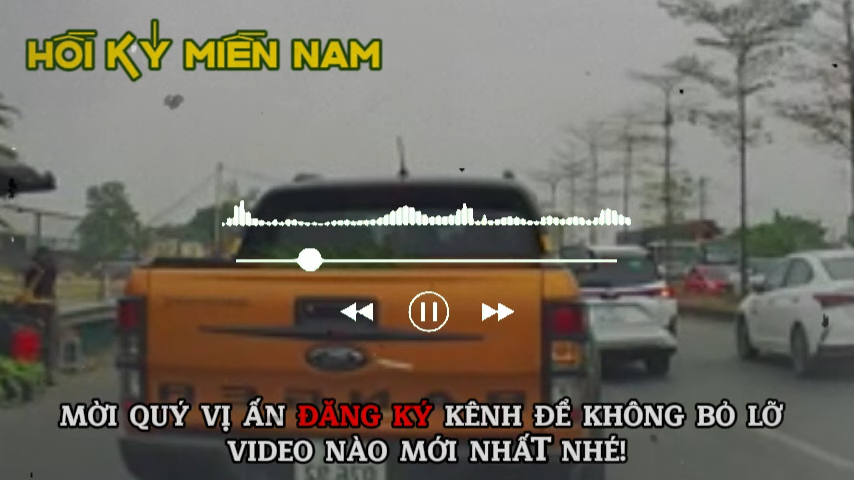 HỒI KÝ MIỀN NAM
MỜI QUÝ VỊ ẤN ĐĂNG KÝ KÊNH ĐỂ KHÔNG BỎ LỠ
VIDEO NÀO MỚI NHẤT NHÉ!